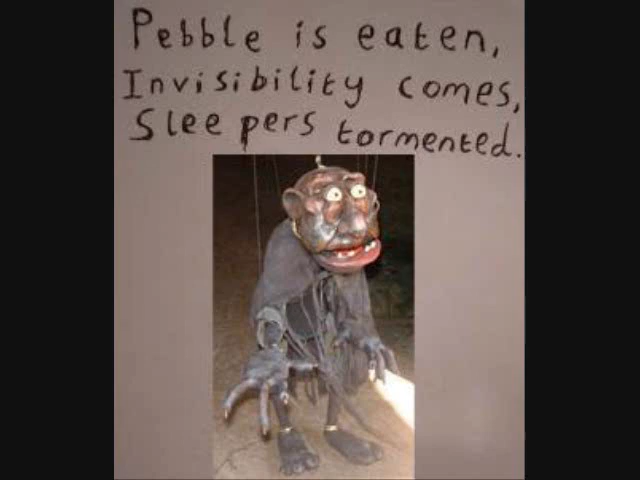 Pebble is eaten,
Invisibility comes,
Sleepers tormented.